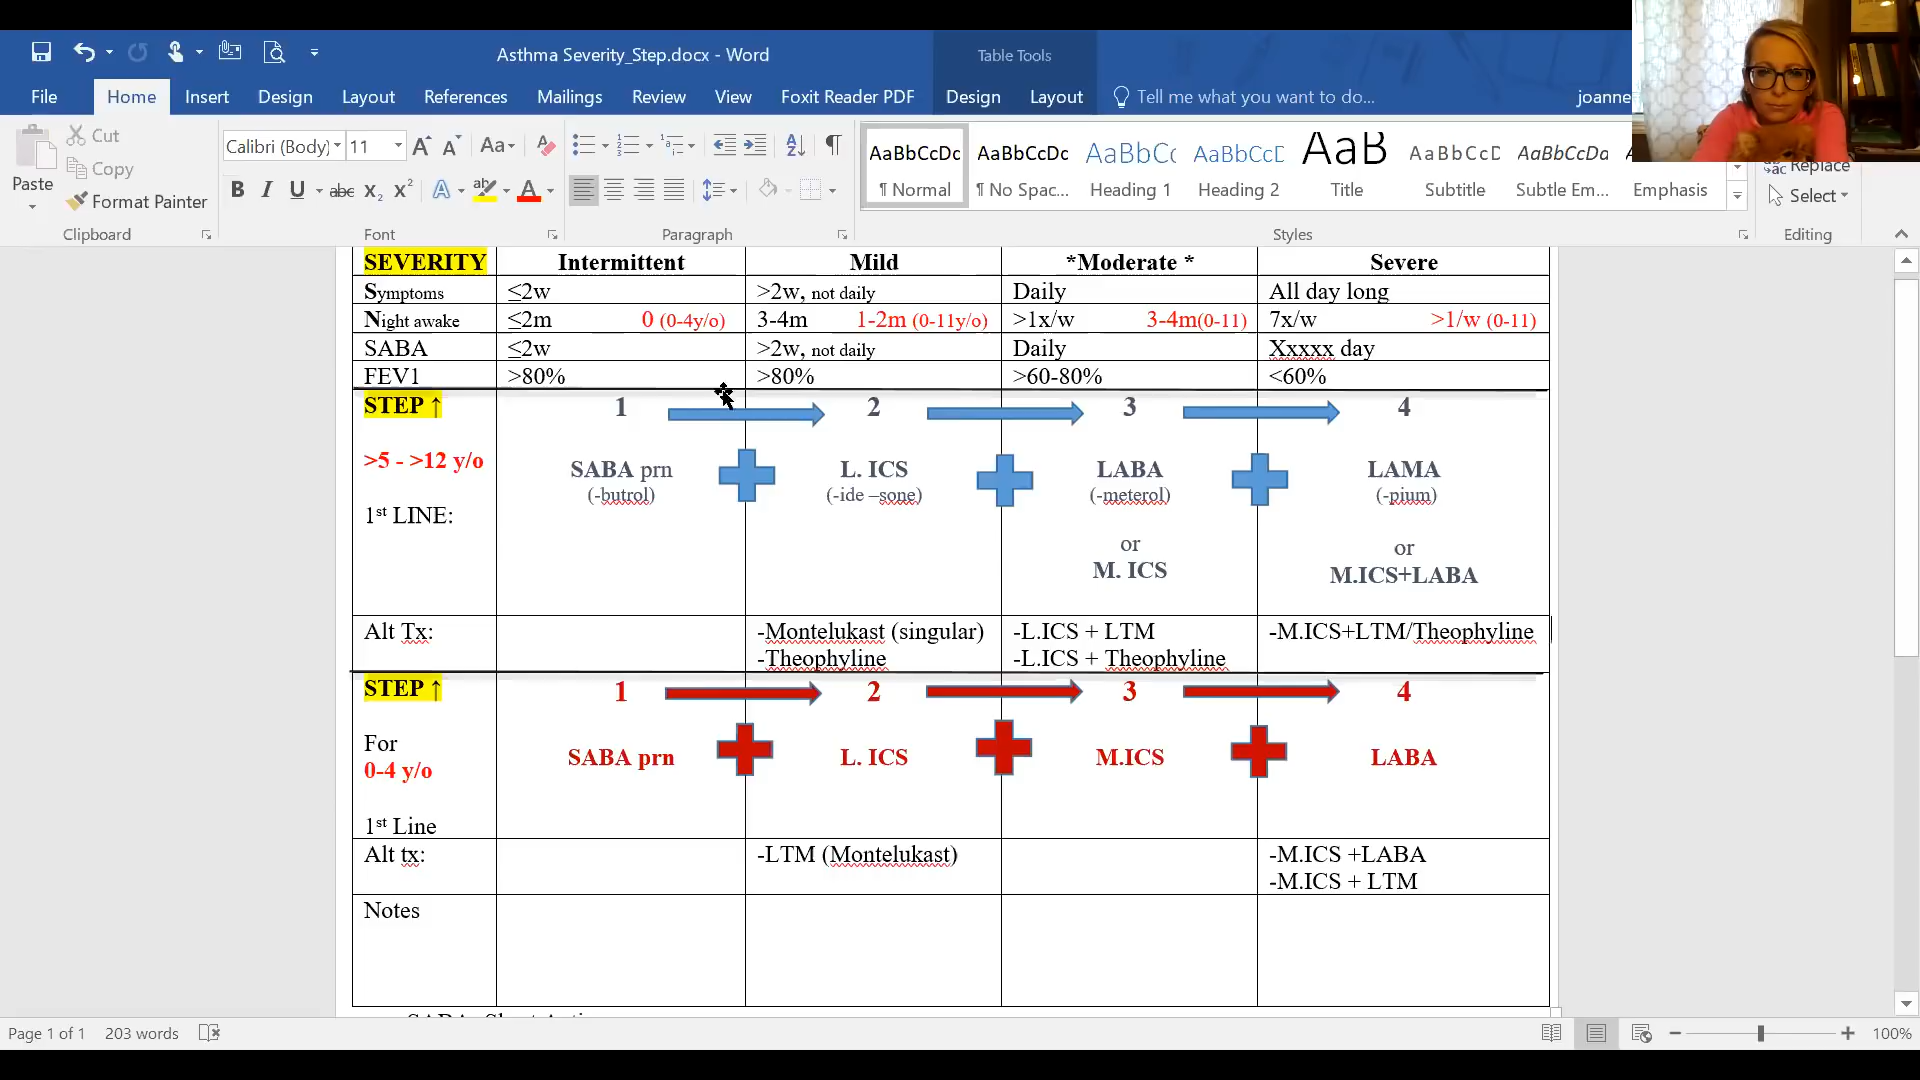 Asthma Severity_Step.docx - Word
Table Tools
File Home Insert Design Layout References Mailings Review View Foxit Reader PDF Design Layout Tell me what you want to do... joanne
Paste
Cut
Copy
Format Painter
Calibri (Body) 11
Clipboard Font Paragraph Styles Editing
AaBbCcDc AaBbCcDc AaBbCc AaBbCcD AaB AaBbCcD AaBbCcDd
¶ Normal ¶ No Spac... Heading 1 Heading 2 Title Subtitle Subtle Em... Emphasis
Replace
Select
SEVERITY Intermittent Mild *Moderate * Severe
Symptoms ≤2w >2w, not daily Daily All day long
Night awake ≤2m 0 (0-4y/o) 3-4m 1-2m (0-11y/o) >1x/w 3-4m(0-11) 7x/w >1/w (0-11)
SABA ≤2w >2w, not daily Daily Xxxxx day
FEV1 >80% >80% >60-80% <60%
STEP ↑ 1 2 3 4
>5 - >12 y/o SABA prn L. ICS LABA LAMA
(-butrol) (-ide –sone) (-meterol) (-pium)
1st LINE:
or or
M. ICS M.ICS+LABA
Alt Tx: -Montelukast (singular) -L.ICS + LTM -M.ICS+LTM/Theophyline
-Theophyline -L.ICS + Theophyline
STEP ↑ 1 2 3 4
For
0-4 y/o SABA prn L. ICS M.ICS LABA
1st Line
Alt tx: -LTM (Montelukast) -M.ICS +LABA
-M.ICS + LTM
Notes
Page 1 of 1 203 words 100%